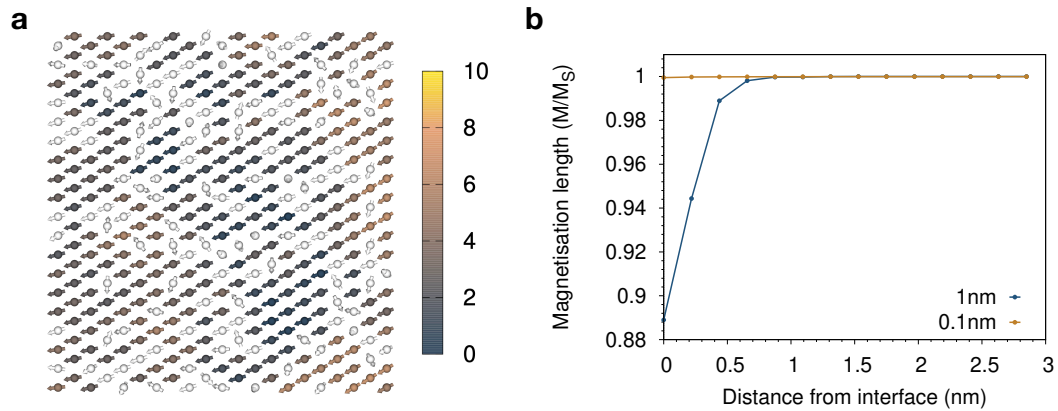 a
10
8
6
4
2
0
b
Magnetisation length (M/M_S)
1
0.98
0.96
0.94
0.92
0.9
0.88
1nm
0.1nm
0 0.5 1 1.5 2 2.5 3
Distance from interface (nm)